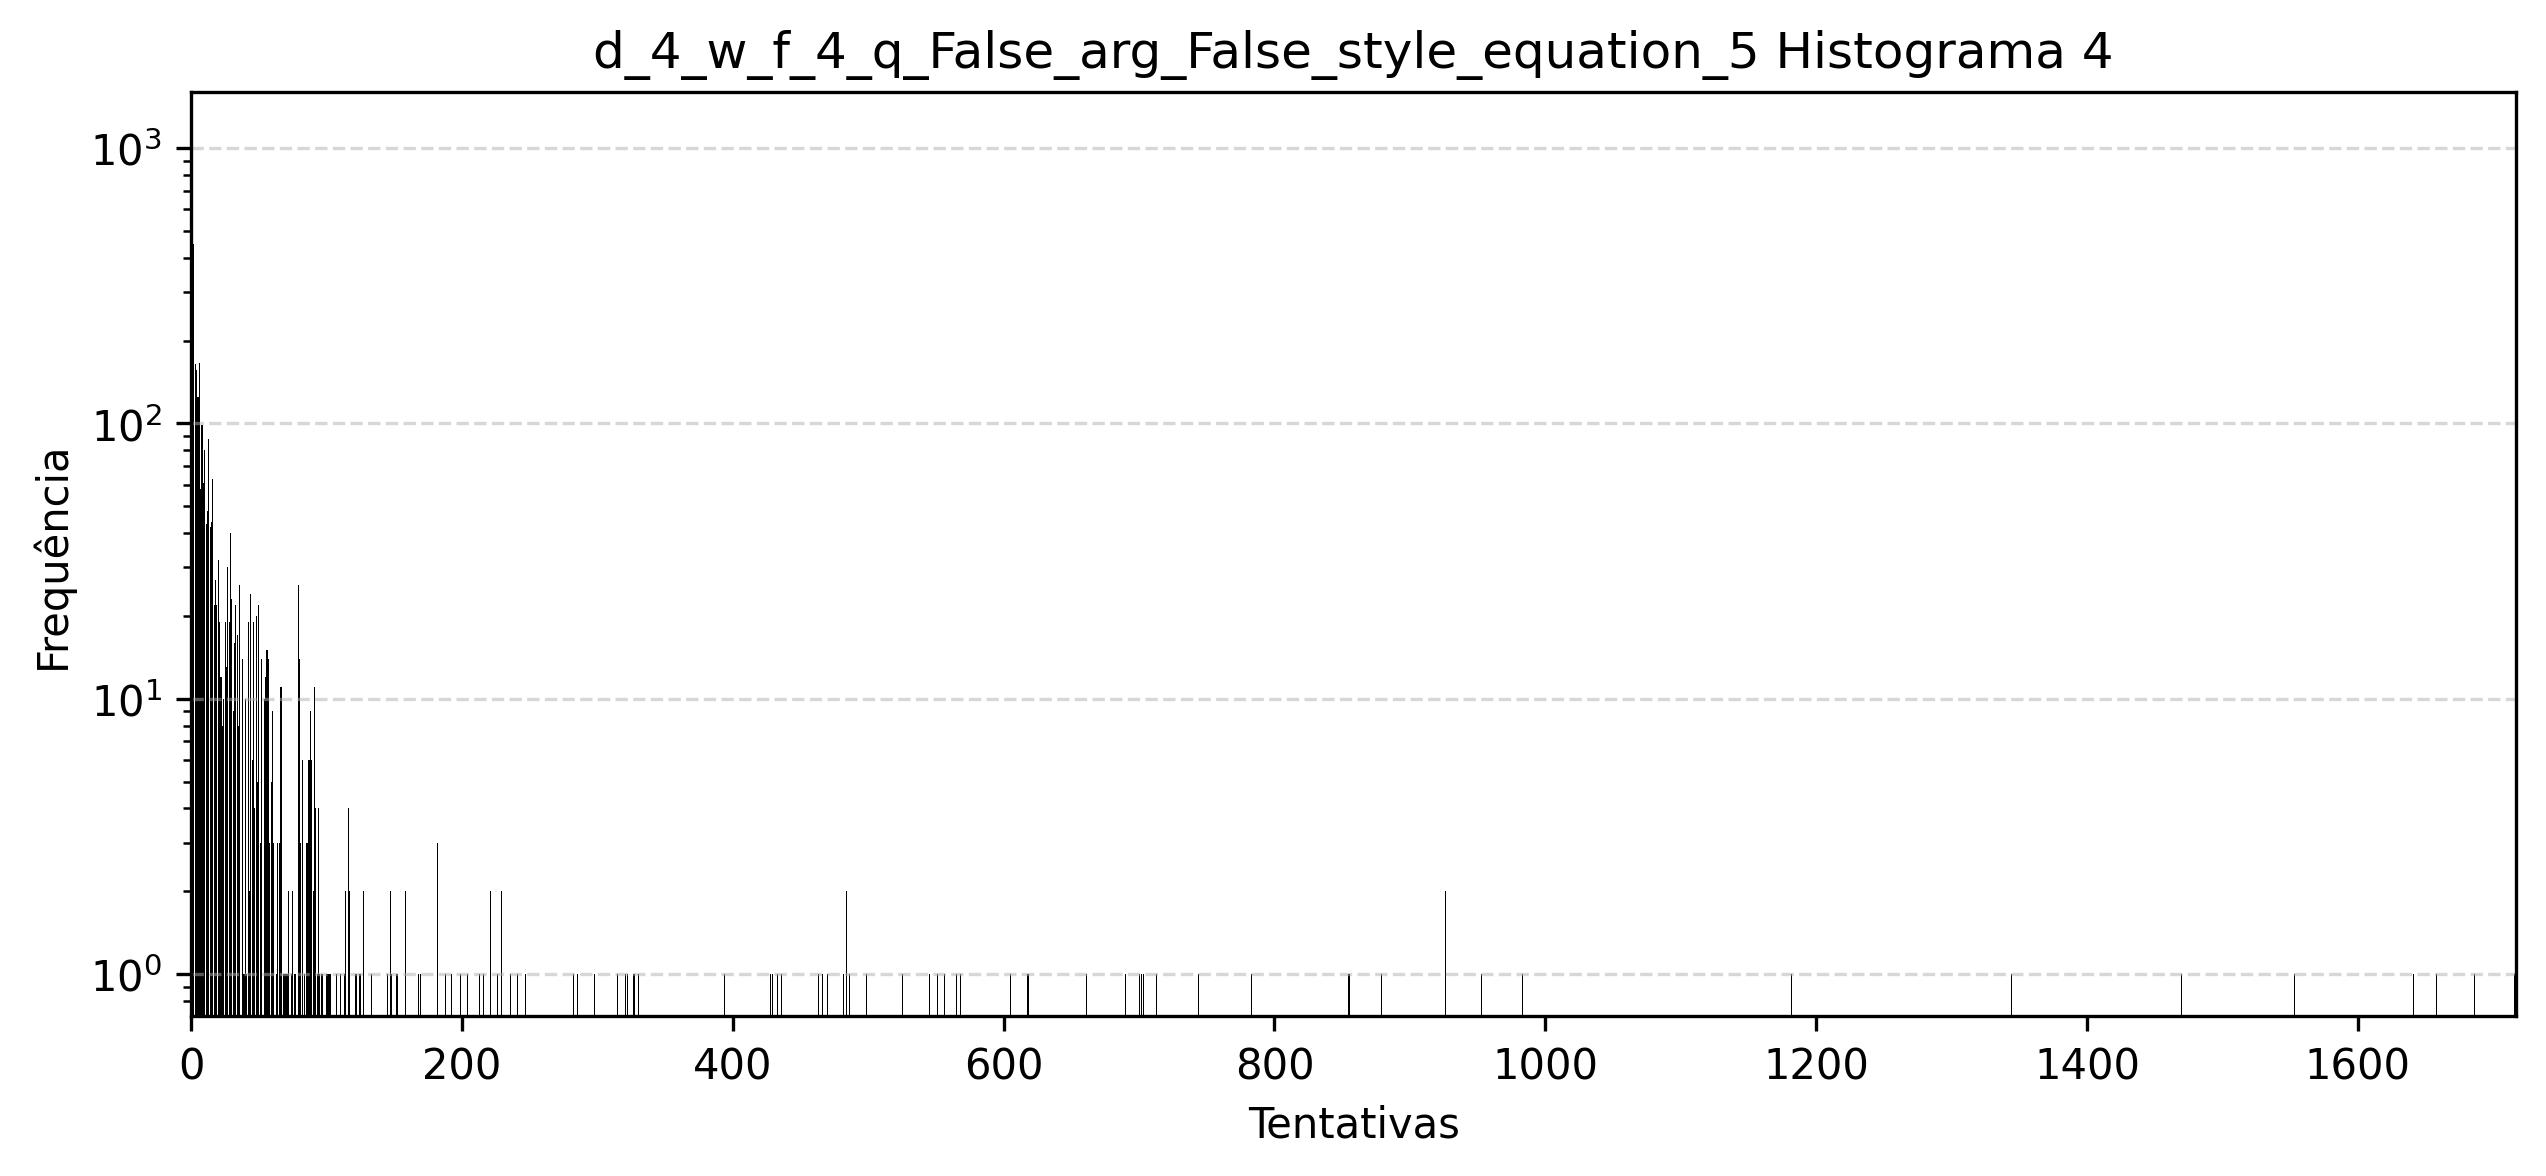 d_4_w_f_4_q_False_arg_False_style_equation_5 Histograma 4
10³
10²
10¹
10⁰
Frequência
0 200 400 600 800 1000 1200 1400 1600
Tentativas